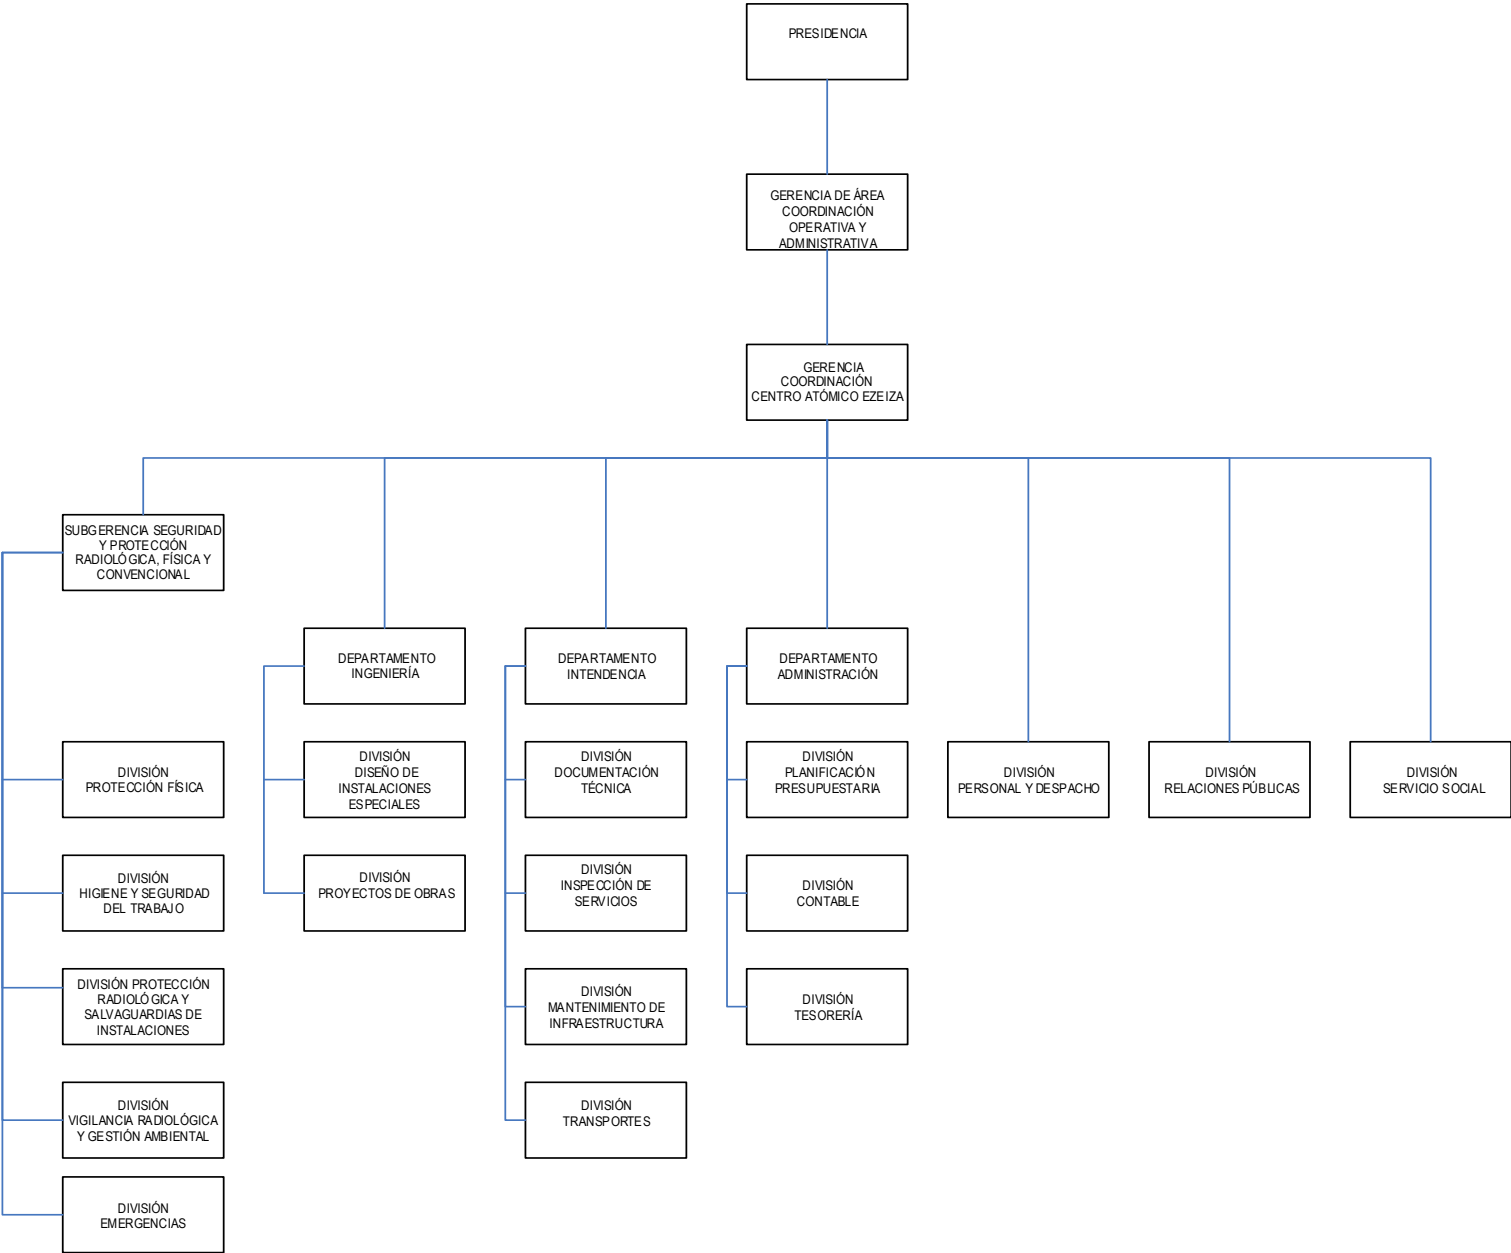 PRESIDENCIA
GERENCIA DE ÁREA
COORDINACIÓN
OPERATIVA Y
ADMINISTRATIVA
GERENCIA
COORDINACIÓN
CENTRO ATÓMICO EZEIZA
SUBGERENCIA SEGURIDAD
Y PROTECCIÓN
RADIOLÓGICA, FÍSICA Y
CONVENCIONAL
DEPARTAMENTO
INGENIERÍA
DEPARTAMENTO
INTENDENCIA
DEPARTAMENTO
ADMINISTRACIÓN
DIVISIÓN
PROTECCIÓN FÍSICA
DIVISIÓN
DISEÑO DE
INSTALACIONES
ESPECIALES
DIVISIÓN
DOCUMENTACIÓN
TÉCNICA
DIVISIÓN
PLANIFICACIÓN
PRESUPUESTARIA
DIVISIÓN
PERSONAL Y DESPACHO
DIVISIÓN
RELACIONES PÚBLICAS
DIVISIÓN
SERVICIO SOCIAL
DIVISIÓN
HIGIENE Y SEGURIDAD
DEL TRABAJO
DIVISIÓN
PROYECTOS DE OBRAS
DIVISIÓN
INSPECCIÓN DE
SERVICIOS
DIVISIÓN
CONTABLE
DIVISIÓN PROTECCIÓN
RADIOLÓGICA Y
SALVAGUARDIAS DE
INSTALACIONES
DIVISIÓN
MANTENIMIENTO DE
INFRAESTRUCTURA
DIVISIÓN
TESORERÍA
DIVISIÓN
VIGILANCIA RADIOLÓGICA
Y GESTIÓN AMBIENTAL
DIVISIÓN
TRANSPORTES
DIVISIÓN
EMERGENCIAS